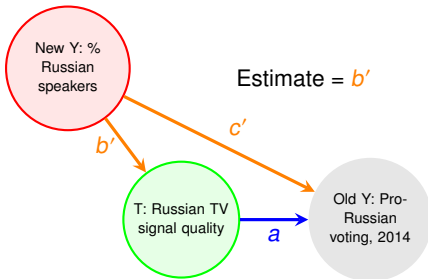 New Y: %
Russian
speakers
Estimate = b′
c′
b′
T: Russian TV
signal quality
a
Old Y: Pro-
Russian
voting, 2014